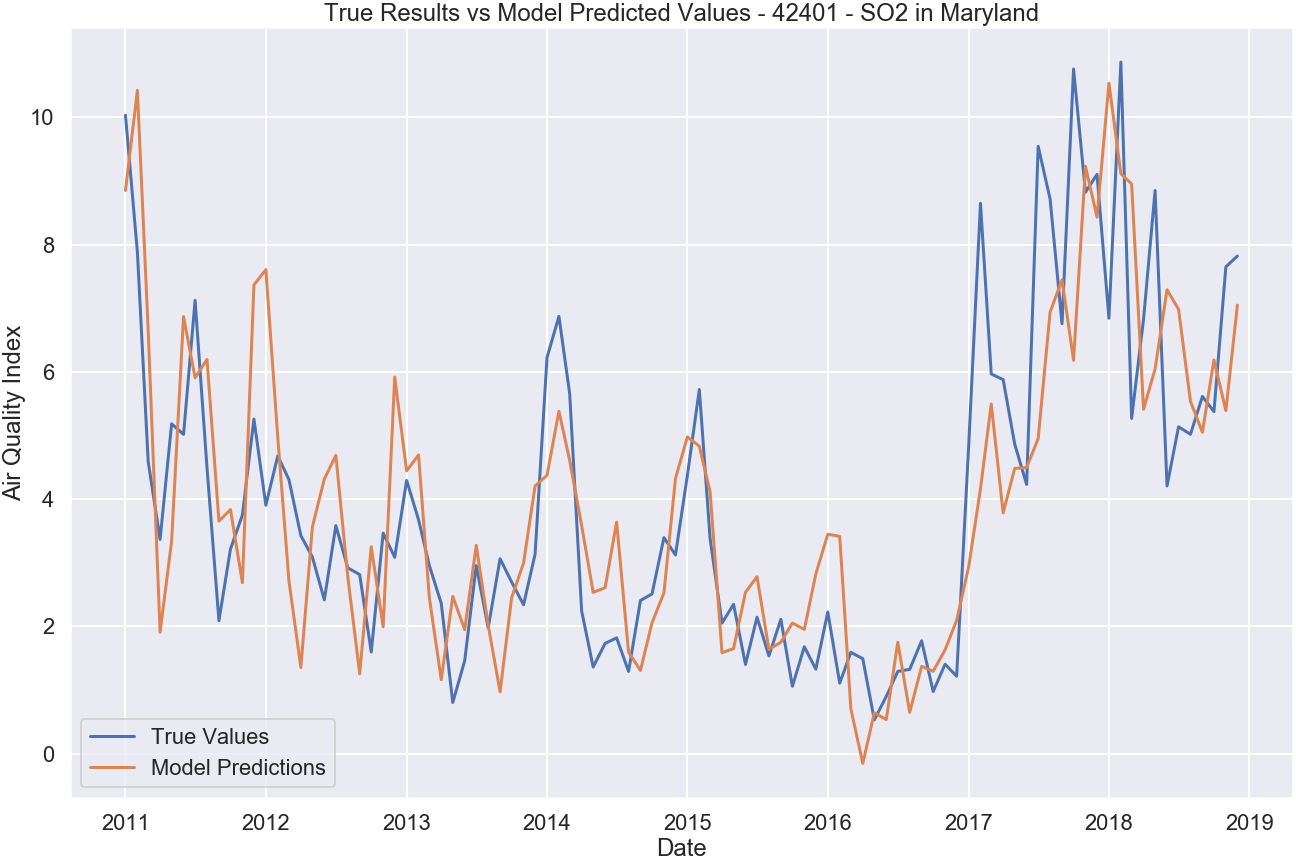 True Results vs Model Predicted Values - 42401 - SO2 in Maryland
Air Quality Index
10
8
6
4
2
0
True Values
Model Predictions
2011 2012 2013 2014 2015 2016 2017 2018 2019
Date